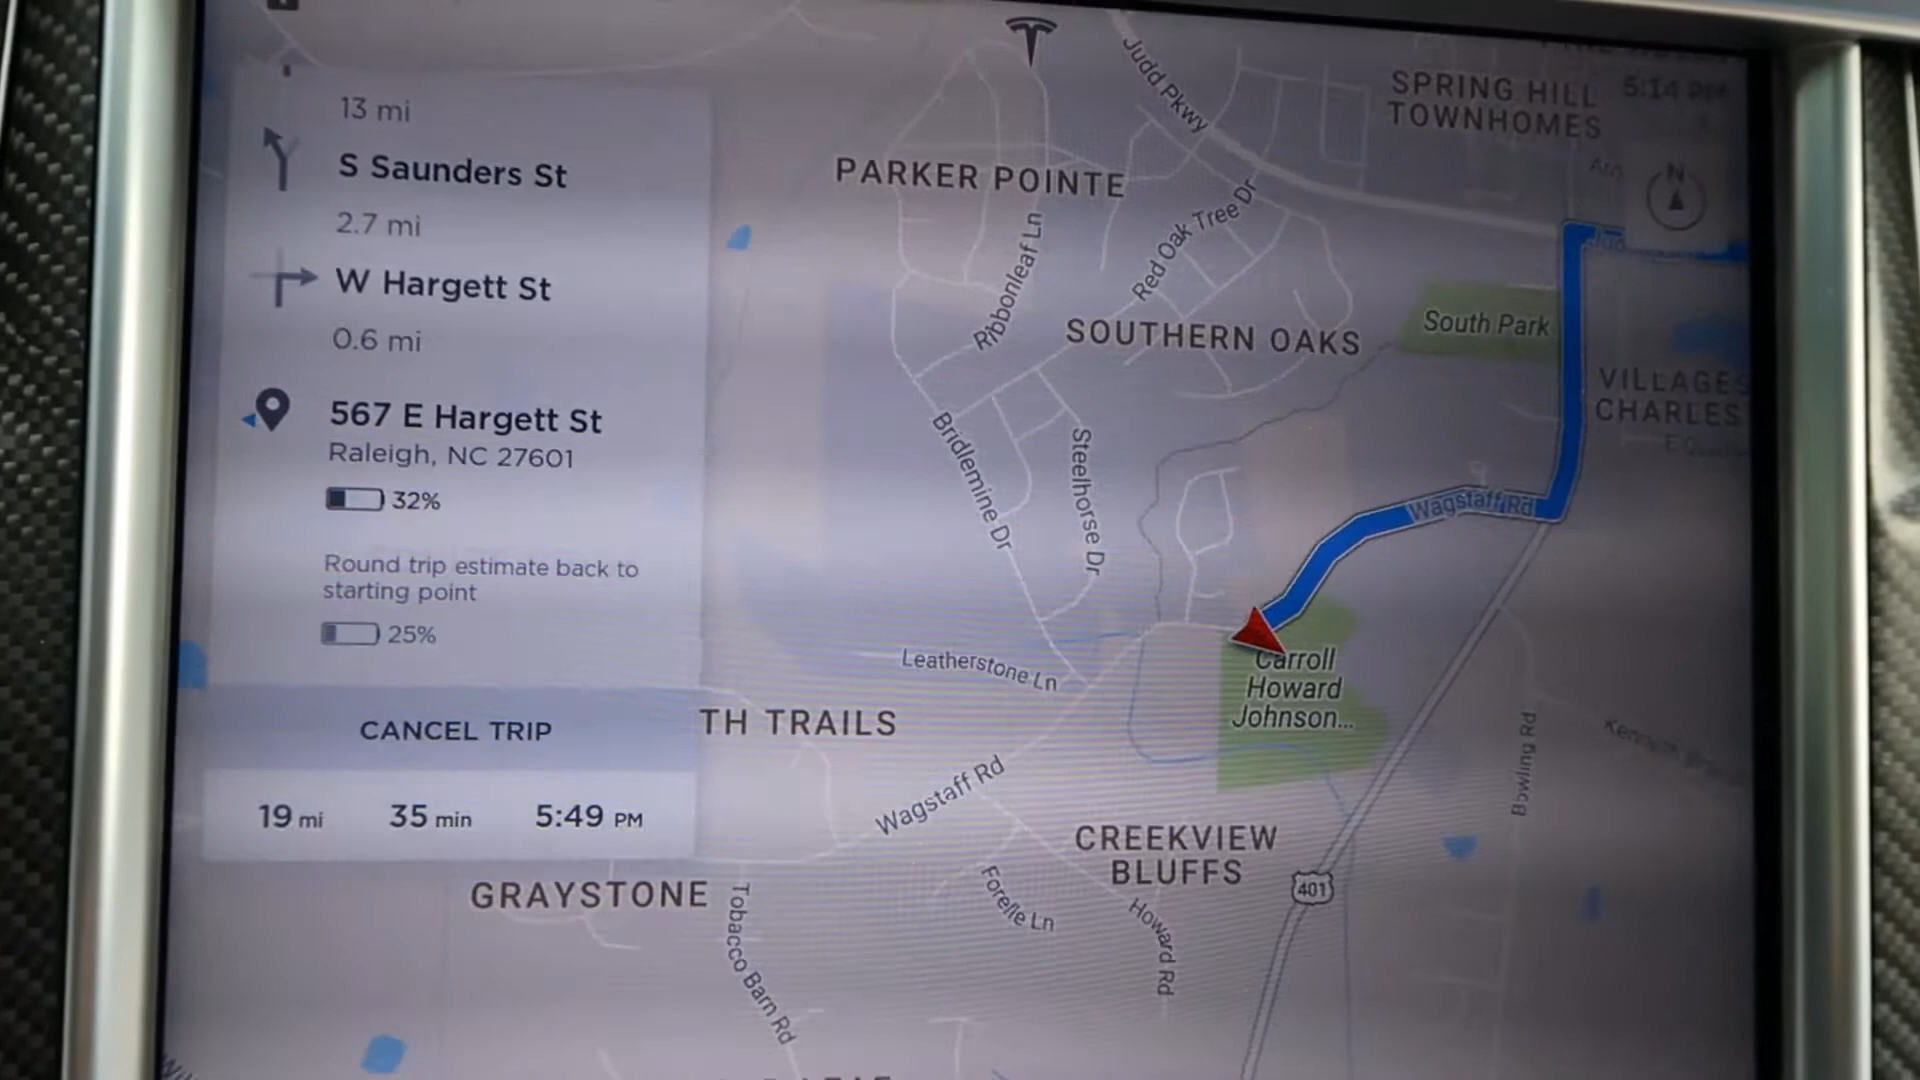 13 mi
S Saunders St
2.7 mi
W Hargett St
0.6 mi
567 E Hargett St
Raleigh, NC 27601
32%
Round trip estimate back to
starting point
25%
CANCEL TRIP
19 mi 35 min 5:49 PM
Judd Pkwy
SPRING HILL
TOWNHOMES
5:14 PM
N
PARKER POINTE
Ribbonleaf Ln
Red Oak Tree Dr
SOUTHERN OAKS
South Park
VILLAGES
CHARLES
Bridlemine Dr
Steelhorse Dr
Wagstaff Rd
Leatherstone Ln
Carroll
Howard
Johnson...
TH TRAILS
Wagstaff Rd
Bowling Rd
CREEKVIEW
BLUFFS
401
GRAYSTONE
Tobacco Barn Rd
Forelle Ln
Howard Rd